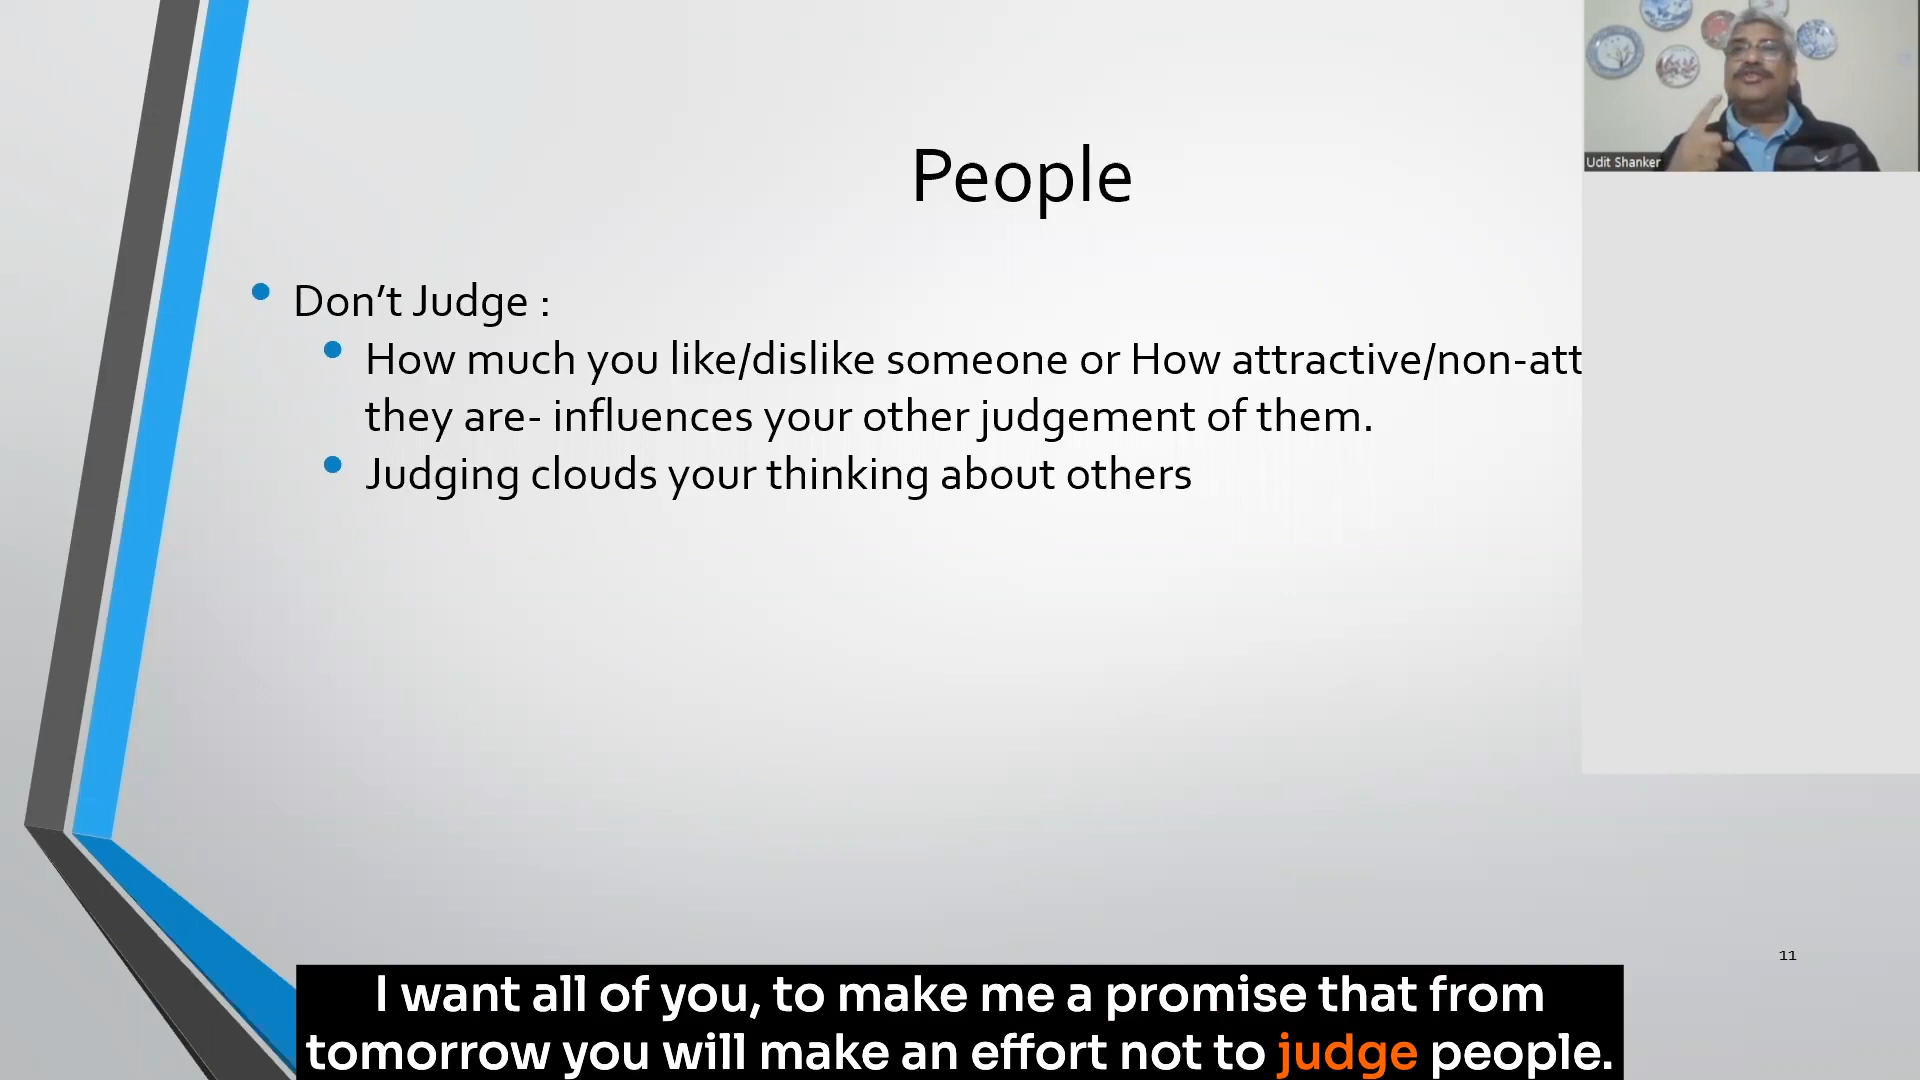 Udit Shanker
People
Don’t Judge :
How much you like/dislike someone or How attractive/non-att
they are- influences your other judgement of them.
Judging clouds your thinking about others
11
I want all of you, to make me a promise that from
tomorrow you will make an effort not to judge people.